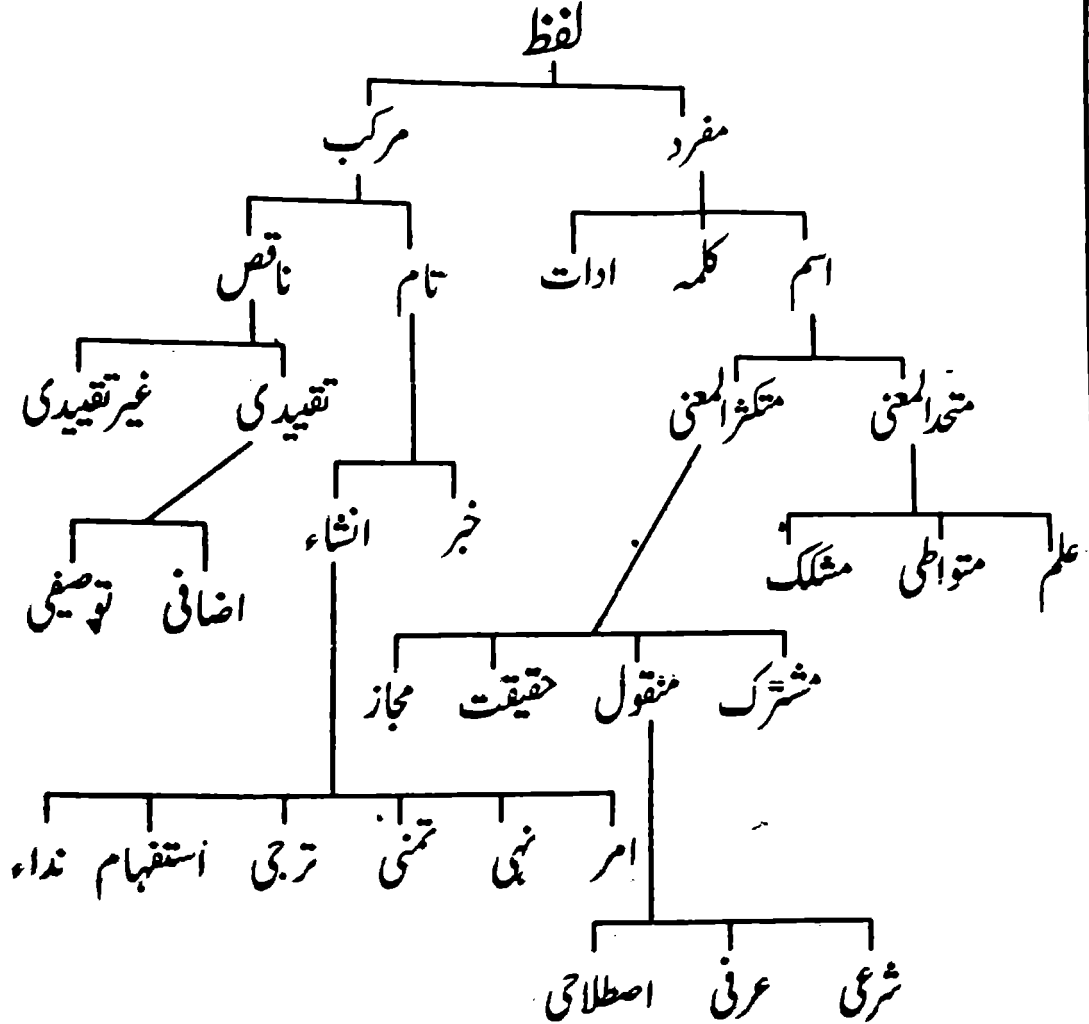 لفظ
مفرد مرکب
اسم کلمہ ادات تام ناقص
متحدالمعنی متکثرالمعنی تقییدی غیرتقییدی
علم متواطی مشکک خبر انشاء اضافی توصیفی
مشترک منقول حقیقت مجاز
امر نہی تمنی ترجی استفہام نداء
شرعی عرفی اصطلاحی